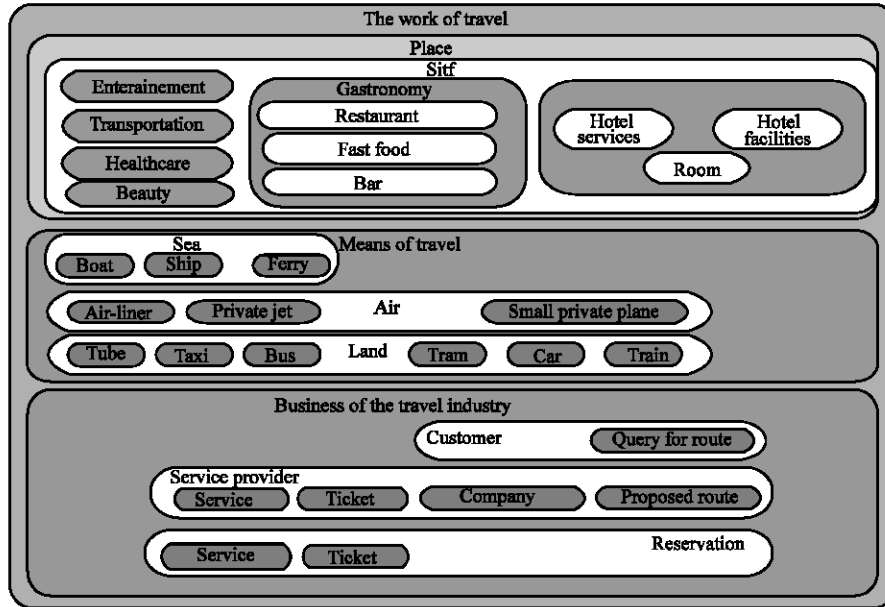 The work of travel
Place
Sitf
Enterainement
Transportation
Healthcare
Beauty
Gastronomy
Restaurant
Fast food
Bar
Hotel
services
Hotel
facilities
Room
Means of travel
Sea
Boat
Ship
Ferry
Air-liner
Private jet
Air
Small private plane
Tube
Taxi
Bus
Land
Tram
Car
Train
Business of the travel industry
Customer
Query for route
Service provider
Service
Ticket
Company
Proposed route
Reservation
Service
Ticket